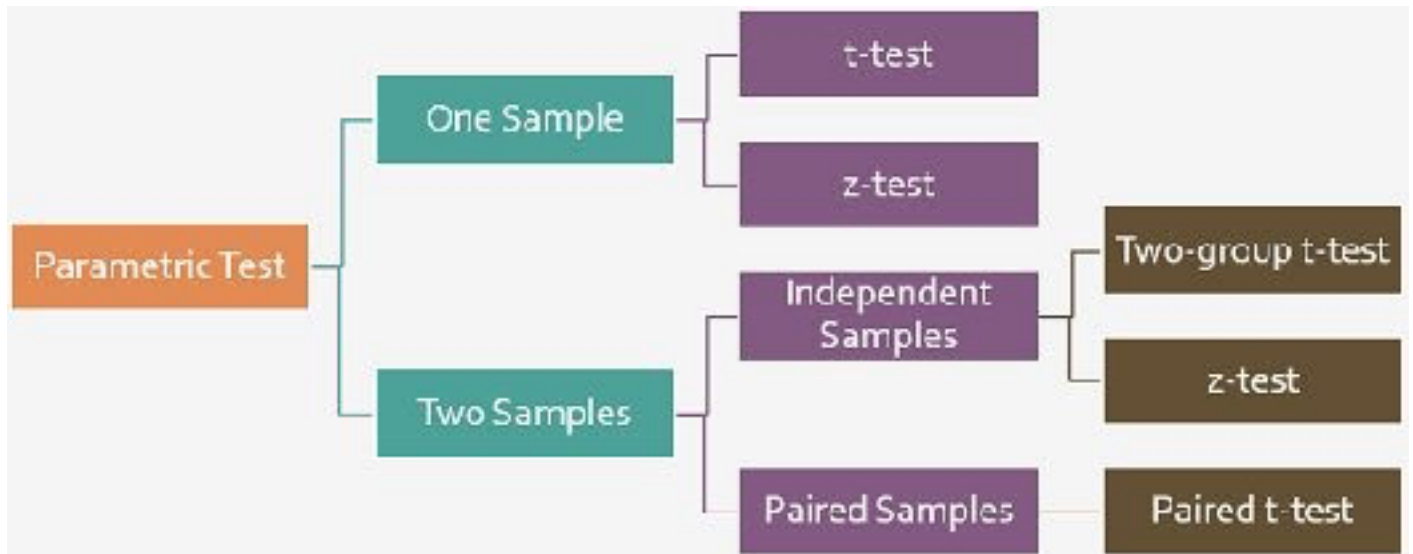 t-test
One Sample
z-test
Parametric Test
Two-group t-test
Independent
Samples
z-test
Two Samples
Paired Samples
Paired t-test